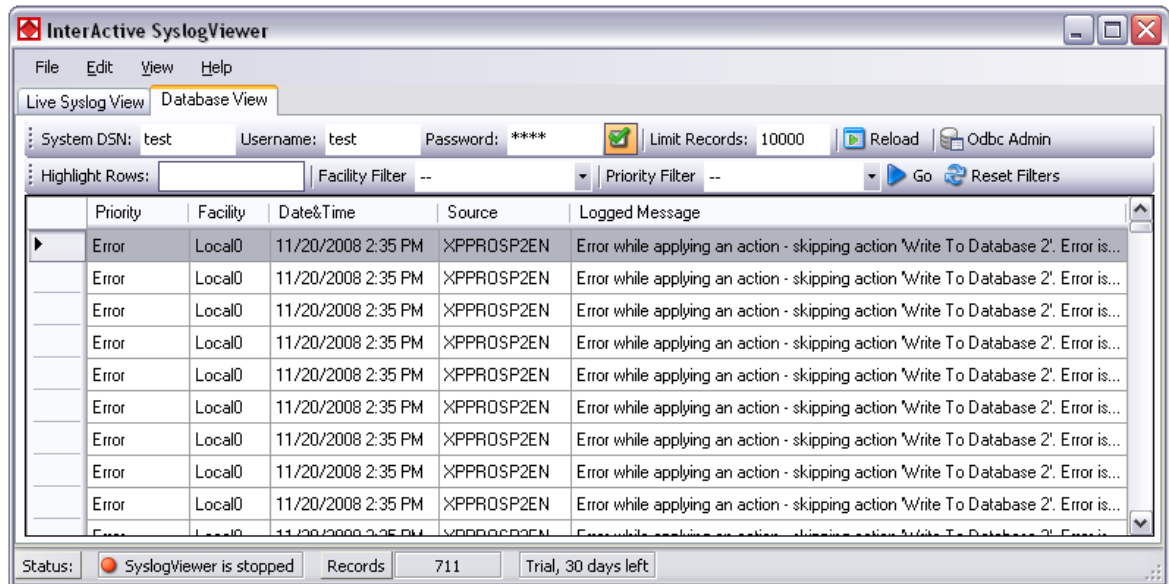 InterActive SyslogViewer
File Edit View Help
Live Syslog View Database View
System DSN: test Username: test Password: **** Limit Records: 10000 Reload Odbc Admin
Highlight Rows: Facility Filter -- Priority Filter -- Go Reset Filters
Priority Facility Date&Time Source Logged Message
Error Local0 11/20/2008 2:35 PM XPPROSP2EN Error while applying an action - skipping action 'Write To Database 2'. Error is...
Error Local0 11/20/2008 2:35 PM XPPROSP2EN Error while applying an action - skipping action 'Write To Database 2'. Error is...
Error Local0 11/20/2008 2:35 PM XPPROSP2EN Error while applying an action - skipping action 'Write To Database 2'. Error is...
Error Local0 11/20/2008 2:35 PM XPPROSP2EN Error while applying an action - skipping action 'Write To Database 2'. Error is...
Error Local0 11/20/2008 2:35 PM XPPROSP2EN Error while applying an action - skipping action 'Write To Database 2'. Error is...
Error Local0 11/20/2008 2:35 PM XPPROSP2EN Error while applying an action - skipping action 'Write To Database 2'. Error is...
Error Local0 11/20/2008 2:35 PM XPPROSP2EN Error while applying an action - skipping action 'Write To Database 2'. Error is...
Error Local0 11/20/2008 2:35 PM XPPROSP2EN Error while applying an action - skipping action 'Write To Database 2'. Error is...
Error Local0 11/20/2008 2:35 PM XPPROSP2EN Error while applying an action - skipping action 'Write To Database 2'. Error is...
Status: SyslogViewer is stopped Records 711 Trial, 30 days left